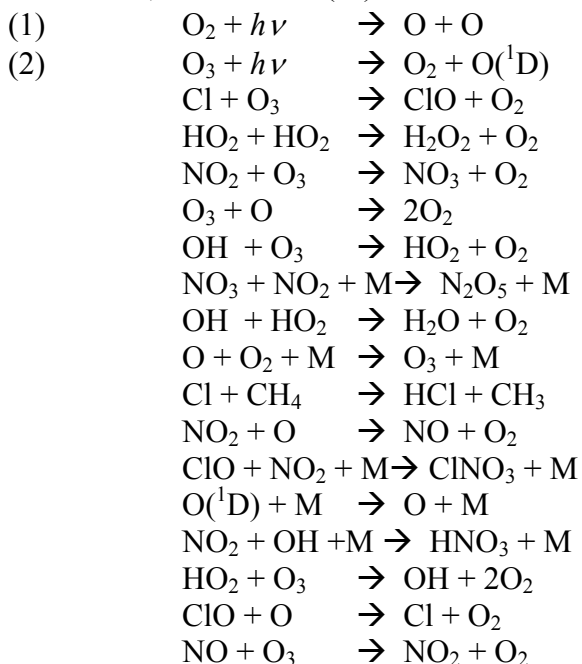 (1) O₂ + hν → O + O
(2) O₃ + hν → O₂ + O(¹D)
Cl + O₃ → ClO + O₂
HO₂ + HO₂ → H₂O₂ + O₂
NO₂ + O₃ → NO₃ + O₂
O₃ + O → 2O₂
OH + O₃ → HO₂ + O₂
NO₃ + NO₂ + M→ N₂O₅ + M
OH + HO₂ → H₂O + O₂
O + O₂ + M → O₃ + M
Cl + CH₄ → HCl + CH₃
NO₂ + O → NO + O₂
ClO + NO₂ + M→ ClNO₃ + M
O(¹D) + M → O + M
NO₂ + OH +M → HNO₃ + M
HO₂ + O₃ → OH + 2O₂
ClO + O → Cl + O₂
NO + O₃ → NO₂ + O₂